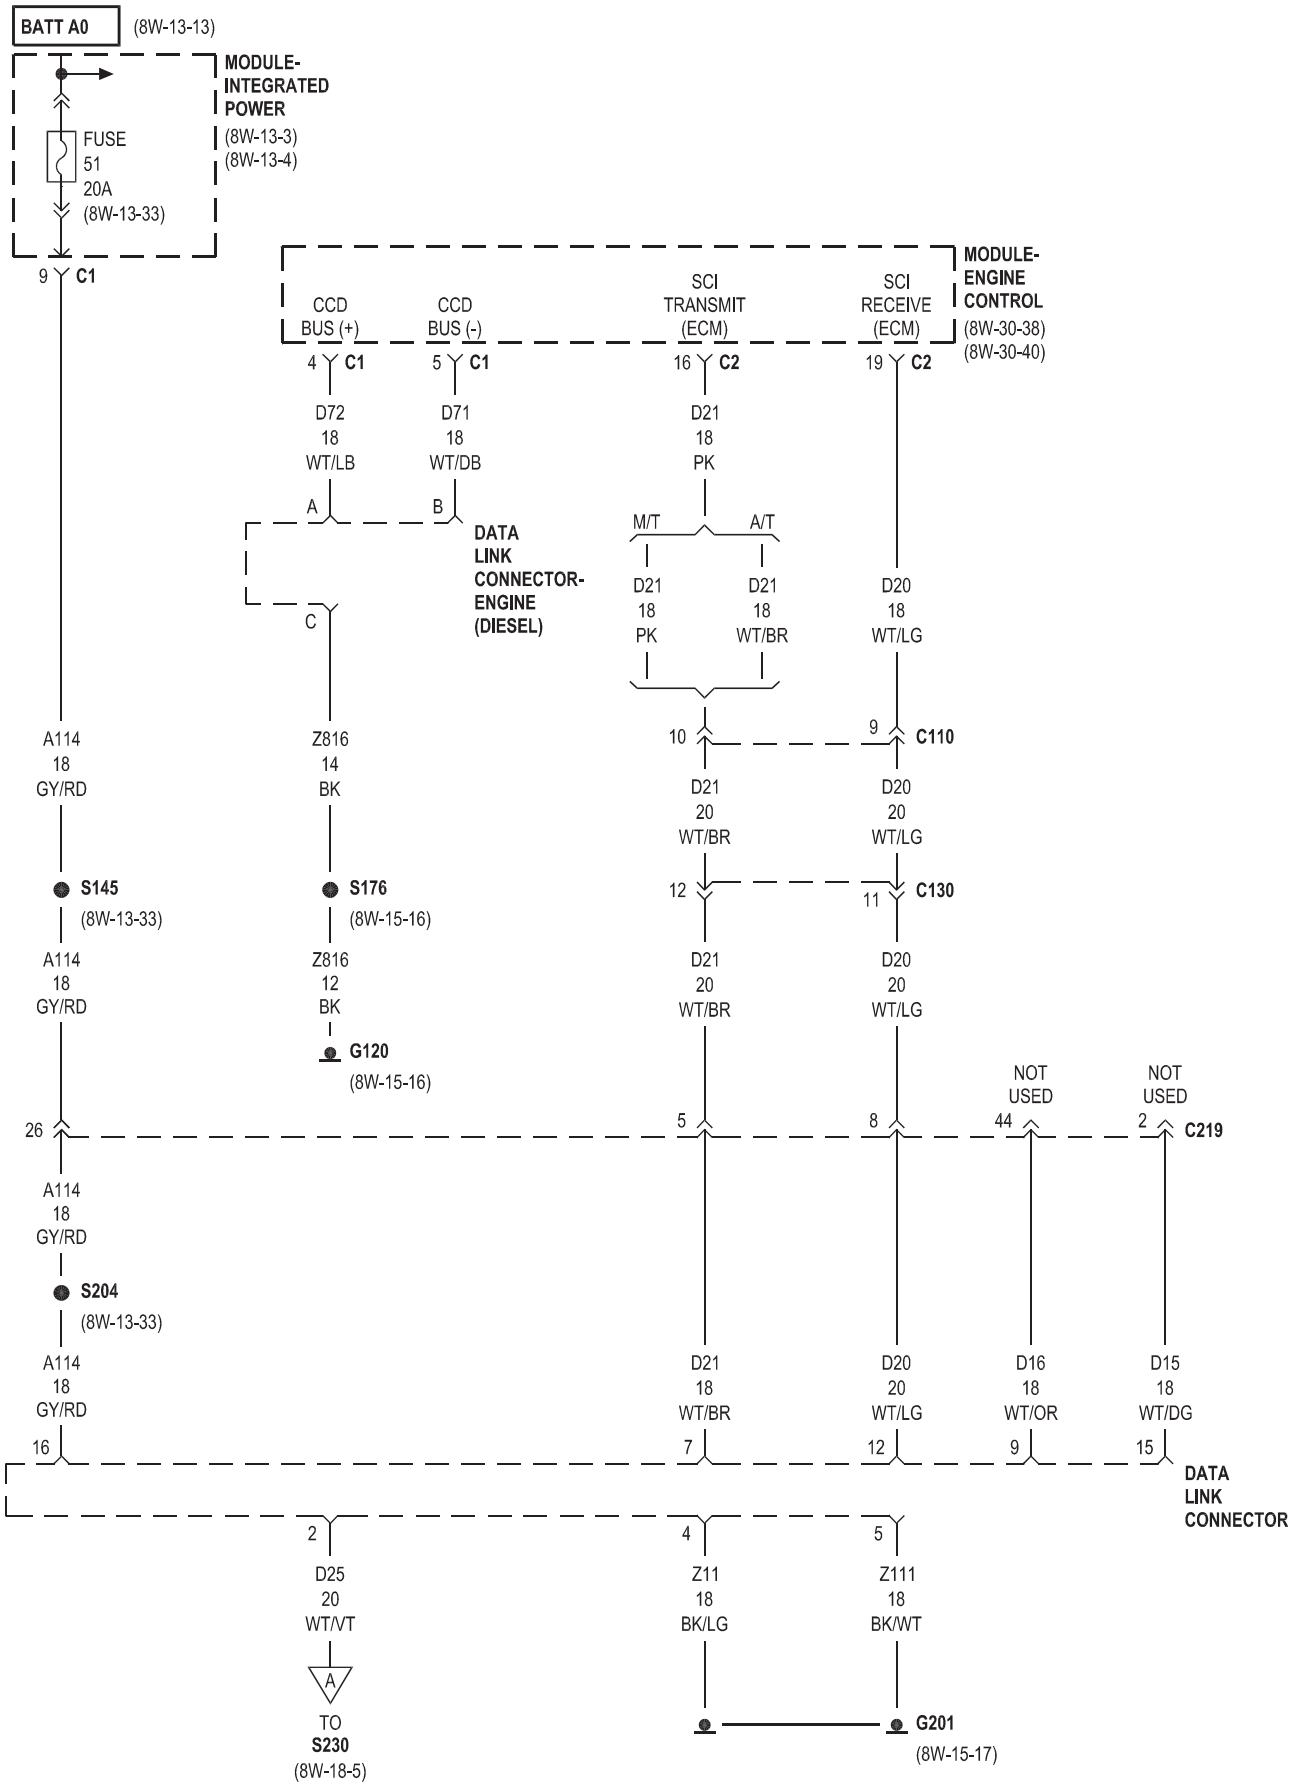 BATT A0 (8W-13-13)
MODULE-
INTEGRATED
POWER
(8W-13-3)
(8W-13-4)
FUSE
51
20A
(8W-13-33)
9 C1
MODULE-
ENGINE
CONTROL
(8W-30-38)
(8W-30-40)
CCD
BUS (+)
CCD
BUS (-)
SCI
TRANSMIT
(ECM)
SCI
RECEIVE
(ECM)
4 C1
5 C1
16 C2
19 C2
D72
18
WT/LB
D71
18
WT/DB
D21
18
PK
A
B
DATA
LINK
CONNECTOR-
ENGINE
(DIESEL)
C
M/T
A/T
D21
18
PK
D21
18
WT/BR
D20
18
WT/LG
A114
18
GY/RD
Z816
14
BK
10
9
C110
D21
20
WT/BR
D20
20
WT/LG
S145
(8W-13-33)
S176
(8W-15-16)
12
11
C130
A114
18
GY/RD
Z816
12
BK
D21
20
WT/BR
D20
20
WT/LG
G120
(8W-15-16)
NOT
USED
NOT
USED
26
5
8
44
2
C219
A114
18
GY/RD
S204
(8W-13-33)
A114
18
GY/RD
D21
18
WT/BR
D20
20
WT/LG
D16
18
WT/OR
D15
18
WT/DG
16
7
12
9
15
DATA
LINK
CONNECTOR
2
4
5
D25
20
WT/VT
Z11
18
BK/LG
Z111
18
BK/WT
A
TO
S230
(8W-18-5)
G201
(8W-15-17)